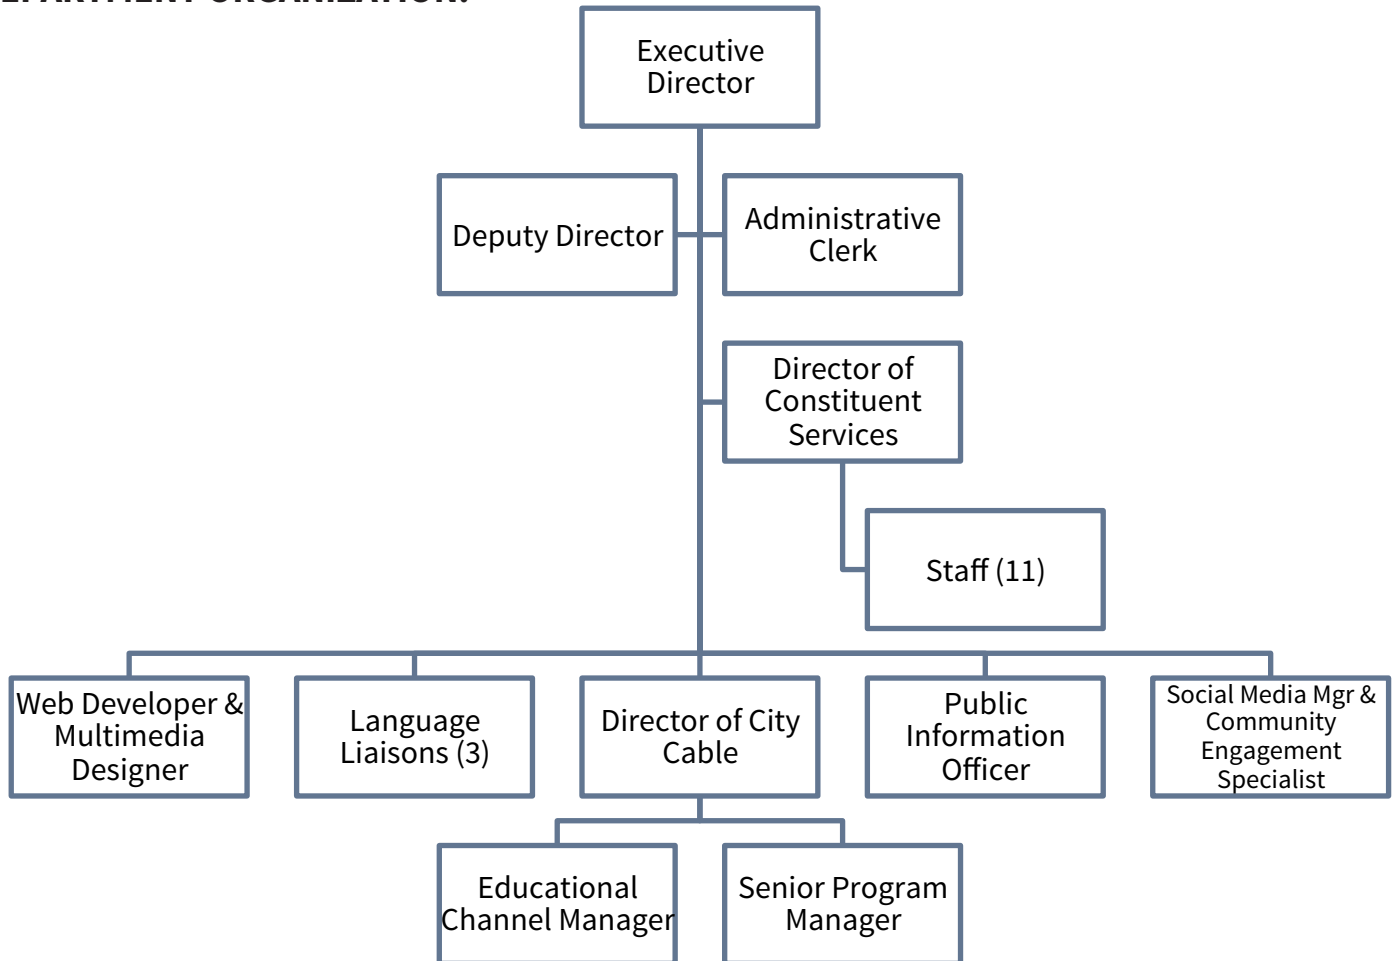 EPARTMENT ORGANIZATION:
Executive
Director
Deputy Director
Administrative
Clerk
Director of
Constituent
Services
Staff (11)
Web Developer &
Multimedia
Designer
Language
Liaisons (3)
Director of City
Cable
Public
Information
Officer
Social Media Mgr &
Community
Engagement
Specialist
Educational
Channel Manager
Senior Program
Manager